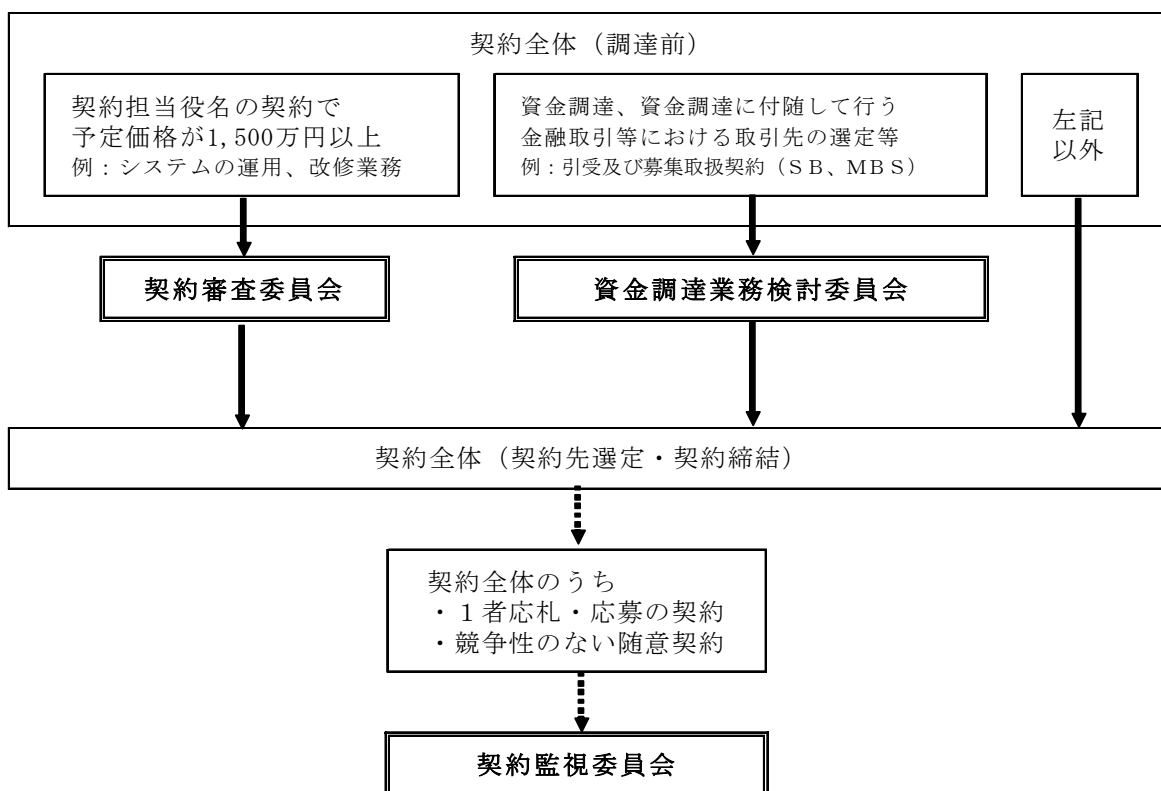 契約全体（調達前）
契約担当役名の契約で
予定価格が1,500万円以上
例：システムの運用、改修業務
資金調達、資金調達に付随して行う
金融取引等における取引先の選定等
例：引受及び募集取扱契約（ＳＢ、ＭＢＳ）
左記
以外
契約審査委員会
資金調達業務検討委員会
契約全体（契約先選定・契約締結）
契約全体のうち
・１者応札・応募の契約
・競争性のない随意契約
契約監視委員会